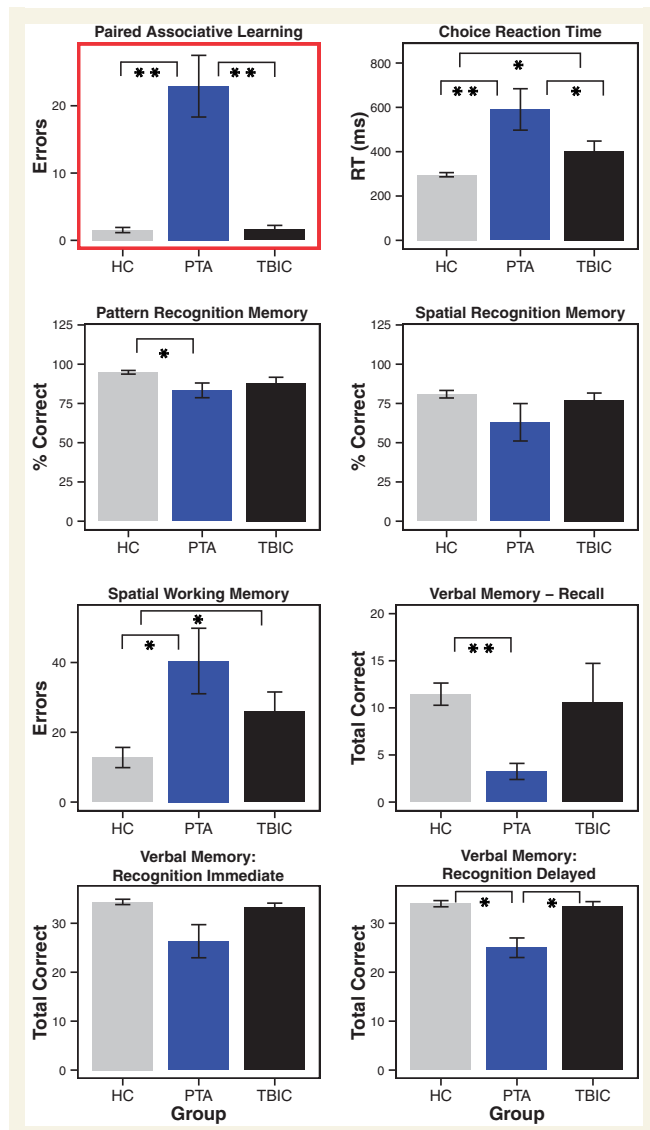 Paired Associative Learning
Errors
20
10
0
** **
HC PTA TBIC
Choice Reaction Time
RT (ms)
800
600
400
200
0
*
** *
HC PTA TBIC
Pattern Recognition Memory
% Correct
125
100
75
50
25
0
*
HC PTA TBIC
Spatial Recognition Memory
% Correct
125
100
75
50
25
0
HC PTA TBIC
Spatial Working Memory
Errors
40
20
0
*
*
HC PTA TBIC
Verbal Memory – Recall
Total Correct
20
15
10
5
0
**
HC PTA TBIC
Verbal Memory:
Recognition Immediate
Total Correct
30
20
10
0
HC PTA TBIC
Group
Verbal Memory:
Recognition Delayed
Total Correct
30
20
10
0
* *
HC PTA TBIC
Group